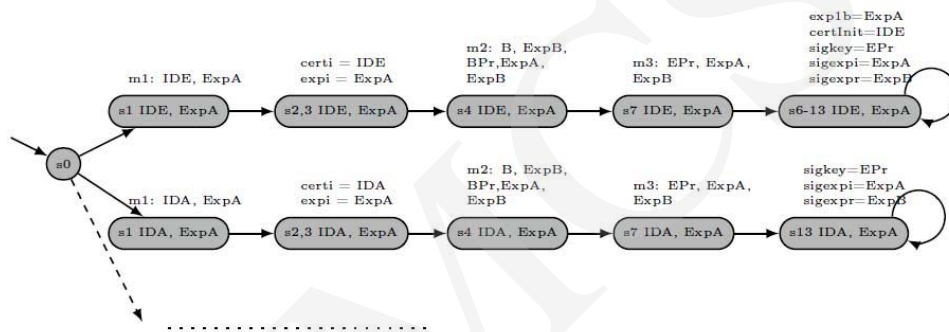 exp1b=ExpA
certInit=IDE
sigkey=EPr
sigexpi=ExpA
sigexpr=ExpB
m2: B, ExpB,
BPr,ExpA,
ExpB
certi = IDE
expi = ExpA
m3: EPr, ExpA,
ExpB
m1: IDE, ExpA
s1 IDE, ExpA
s2,3 IDE, ExpA
s4 IDE, ExpA
s7 IDE, ExpA
s6-13 IDE, ExpA
s0
m1: IDA, ExpA
certi = IDA
expi = ExpA
m2: B, ExpB,
BPr,ExpA,
ExpB
m3: EPr, ExpA,
ExpB
sigkey=EPr
sigexpi=ExpA
sigexpr=ExpB
s1 IDA, ExpA
s2,3 IDA, ExpA
s4 IDA, ExpA
s7 IDA, ExpA
s13 IDA, ExpA